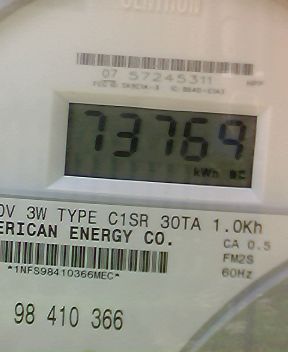 CENTRON
07 57245311
73769
kWh
0V 3W TYPE C1SR 30TA 1.0Kh
ERICAN ENERGY CO.
CA 0.5
FM2S
*1NFS98410366MEC*
60Hz
98 410 366